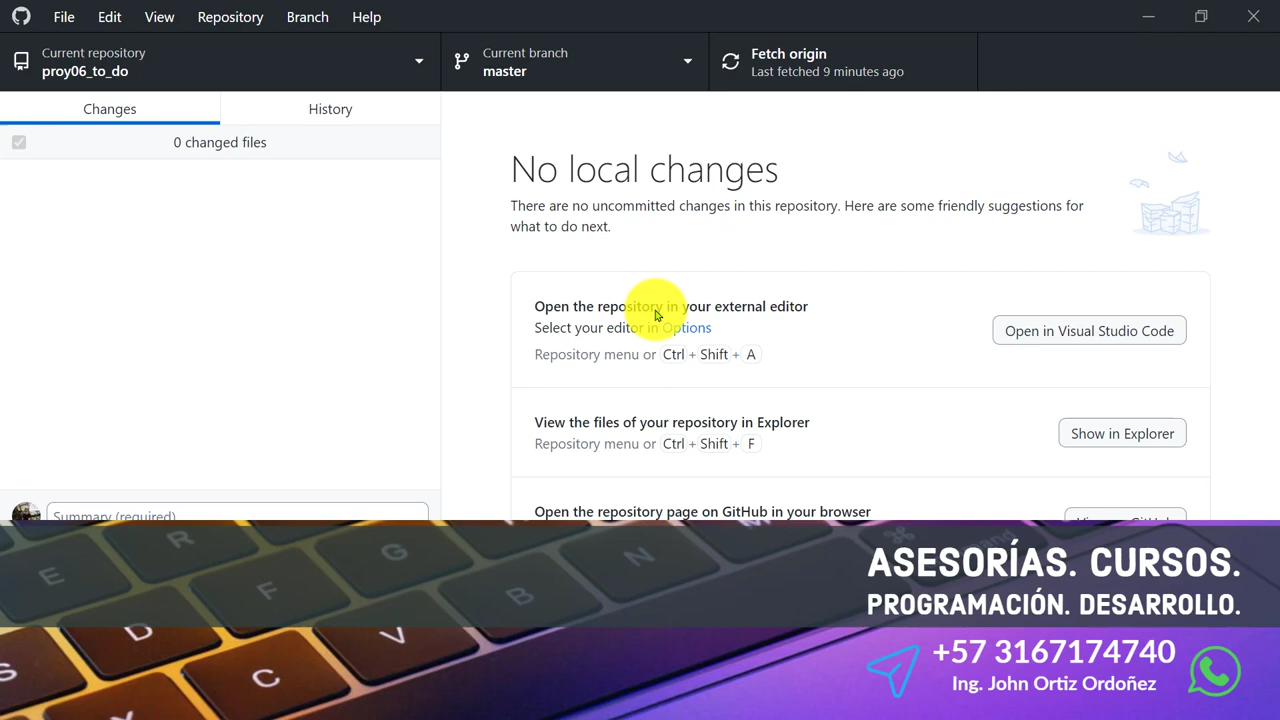 File Edit View Repository Branch Help
Current repository
proy06_to_do
Current branch
master
Fetch origin
Last fetched 9 minutes ago
Changes
History
0 changed files
No local changes
There are no uncommitted changes in this repository. Here are some friendly suggestions for
what to do next.
Open the repository in your external editor
Select your editor in Options
Repository menu or Ctrl + Shift + A
Open in Visual Studio Code
View the files of your repository in Explorer
Repository menu or Ctrl + Shift + F
Show in Explorer
Summary (required)
Open the repository page on GitHub in your browser
ASESORÍAS. CURSOS.
PROGRAMACIÓN. DESARROLLO.
+57 3167174740
Ing. John Ortiz Ordoñez
E
R
F
G
B
N
M
D
V
S
C